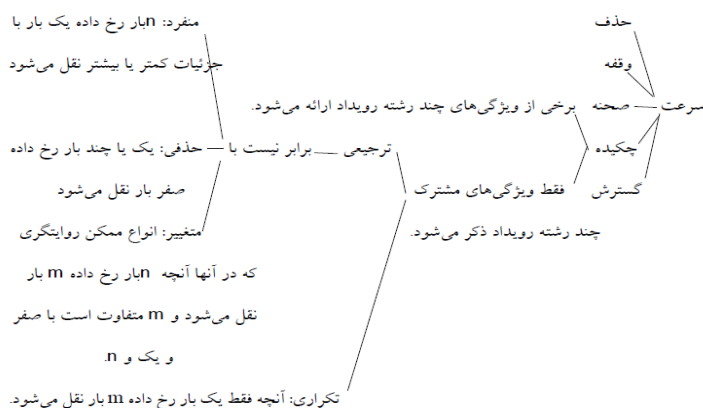 حذف
منفرد: nبار رخ داده یک بار با
وقفه
جزئیات کمتر یا بیشتر نقل می‌شود
سرعت
صحنه
برخی از ویژگی‌های چند رشته رویداد ارائه می‌شود.
چکیده
ترجیعی
برابر نیست با
حذفی: یک یا چند بار رخ داده
گسترش
فقط ویژگی‌های مشترک
صفر بار نقل می‌شود
چند رشته رویداد ذکر می‌شود.
متغییر: انواع ممکن روایتگری
که در آنها آنچه nبار رخ داده m بار
نقل می‌شود و m متفاوت است با صفر
و یک و n.
تکراری: آنچه فقط یک بار رخ داده m بار نقل می‌شود.